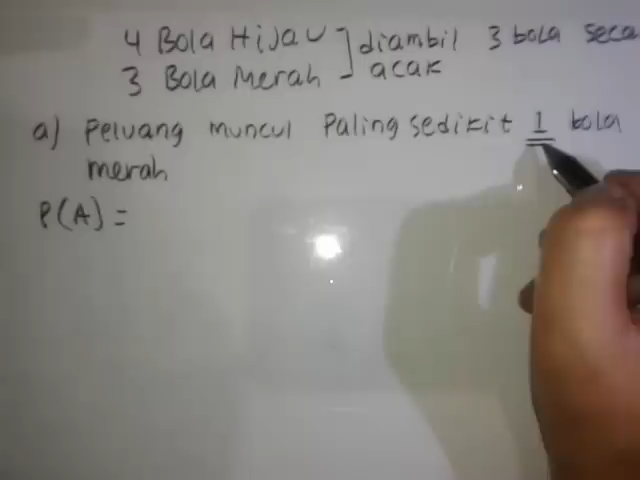 4 Bola Hijau ] diambil 3 bola seca
3 Bola Merah ] acak
a) Peluang muncul Paling sedikit 1 bola
merah
P(A) =